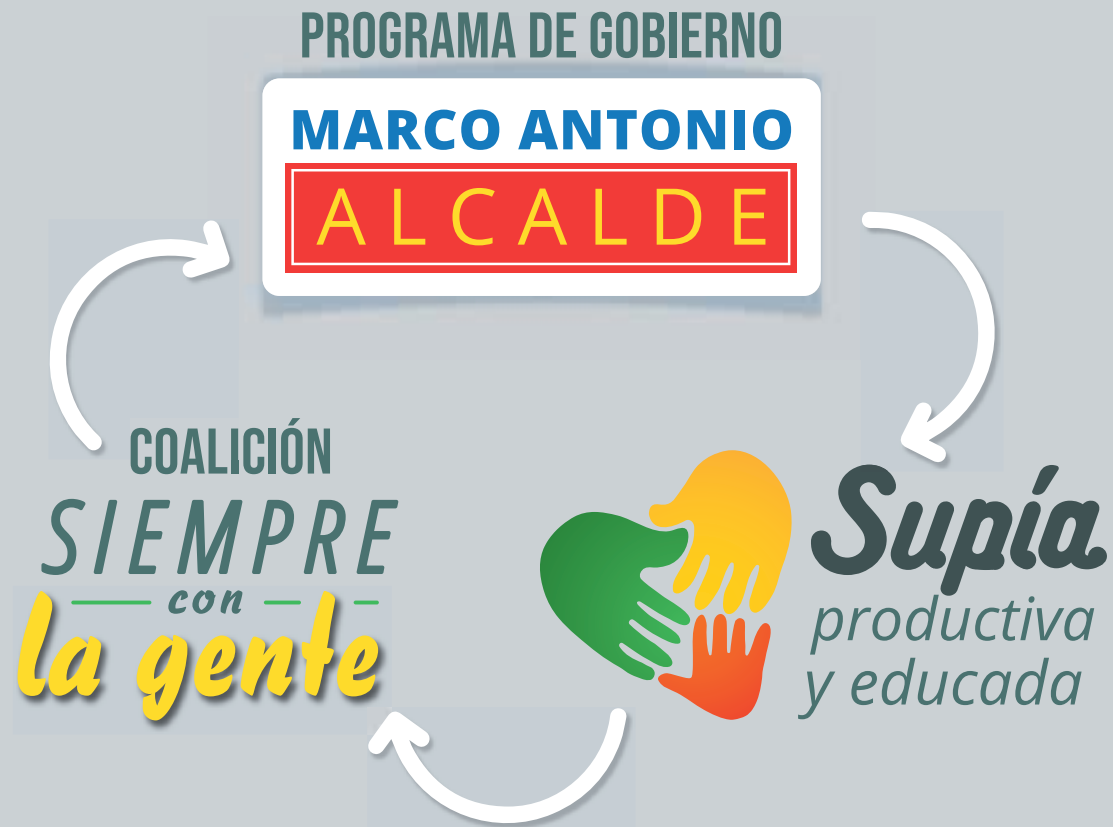 PROGRAMA DE GOBIERNO
MARCO ANTONIO
ALCALDE
COALICIÓN
SIEMPRE
con
la gente
Supía
productiva
y educada